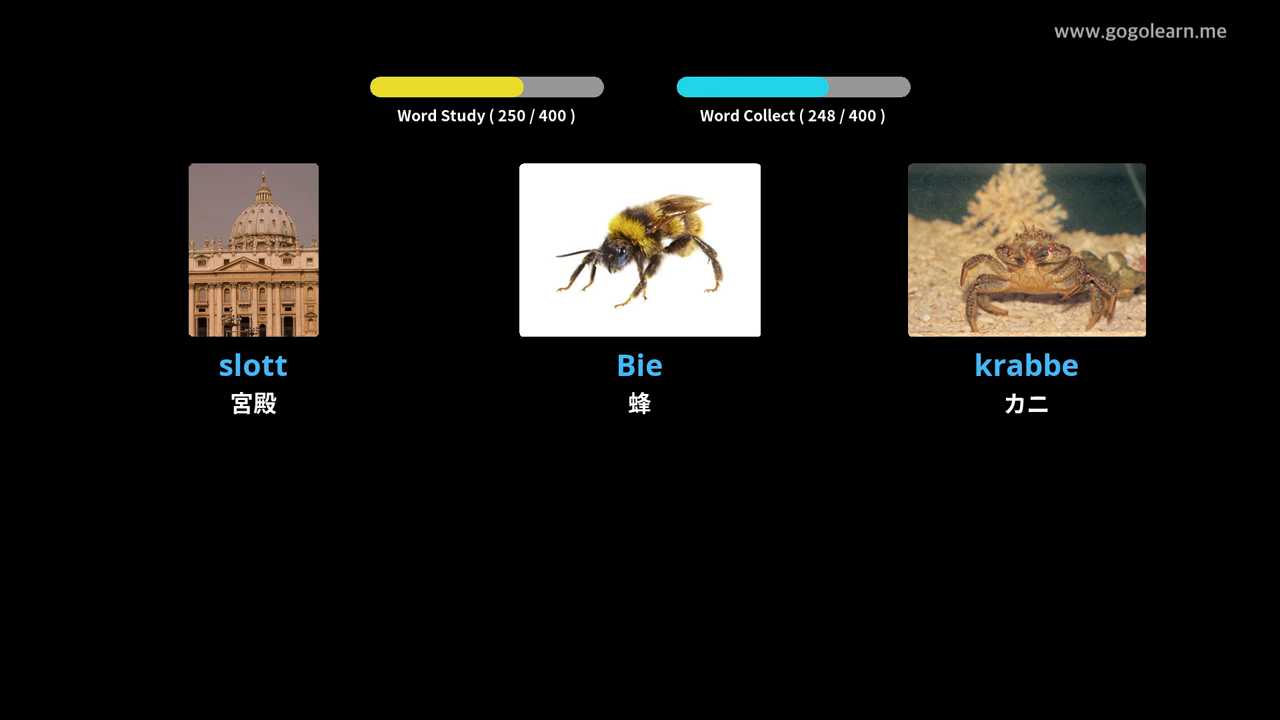 www.gogolearn.me
Word Study ( 250 / 400 )
Word Collect ( 248 / 400 )
slott
宮殿
Bie
蜂
krabbe
カニ